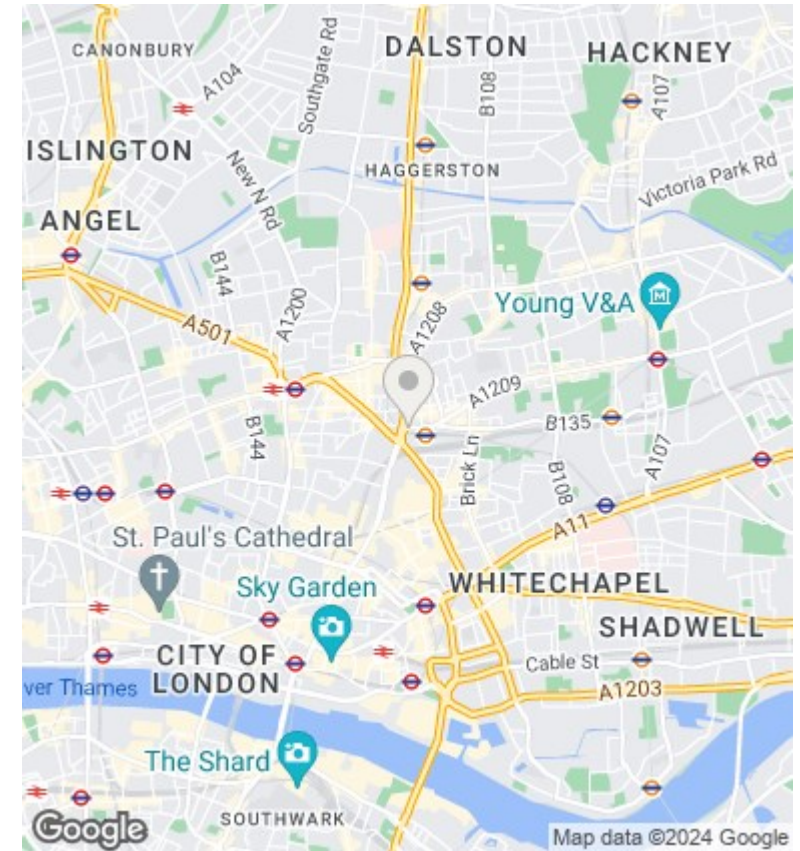 CANONBURY
DALSTON
HACKNEY
A104
Southgate Rd
B108
A107
ISLINGTON
New N Rd
HAGGERSTON
Victoria Park Rd
ANGEL
B144
A1200
Young V&A
A501
A1208
A1209
B144
Brick Ln
B135
B108
A107
A11
St. Paul's Cathedral
Sky Garden
WHITECHAPEL
SHADWELL
CITY OF
LONDON
Cable St
ver Thames
A1203
The Shard
SOUTHWARK
Google
Map data ©2024 Google